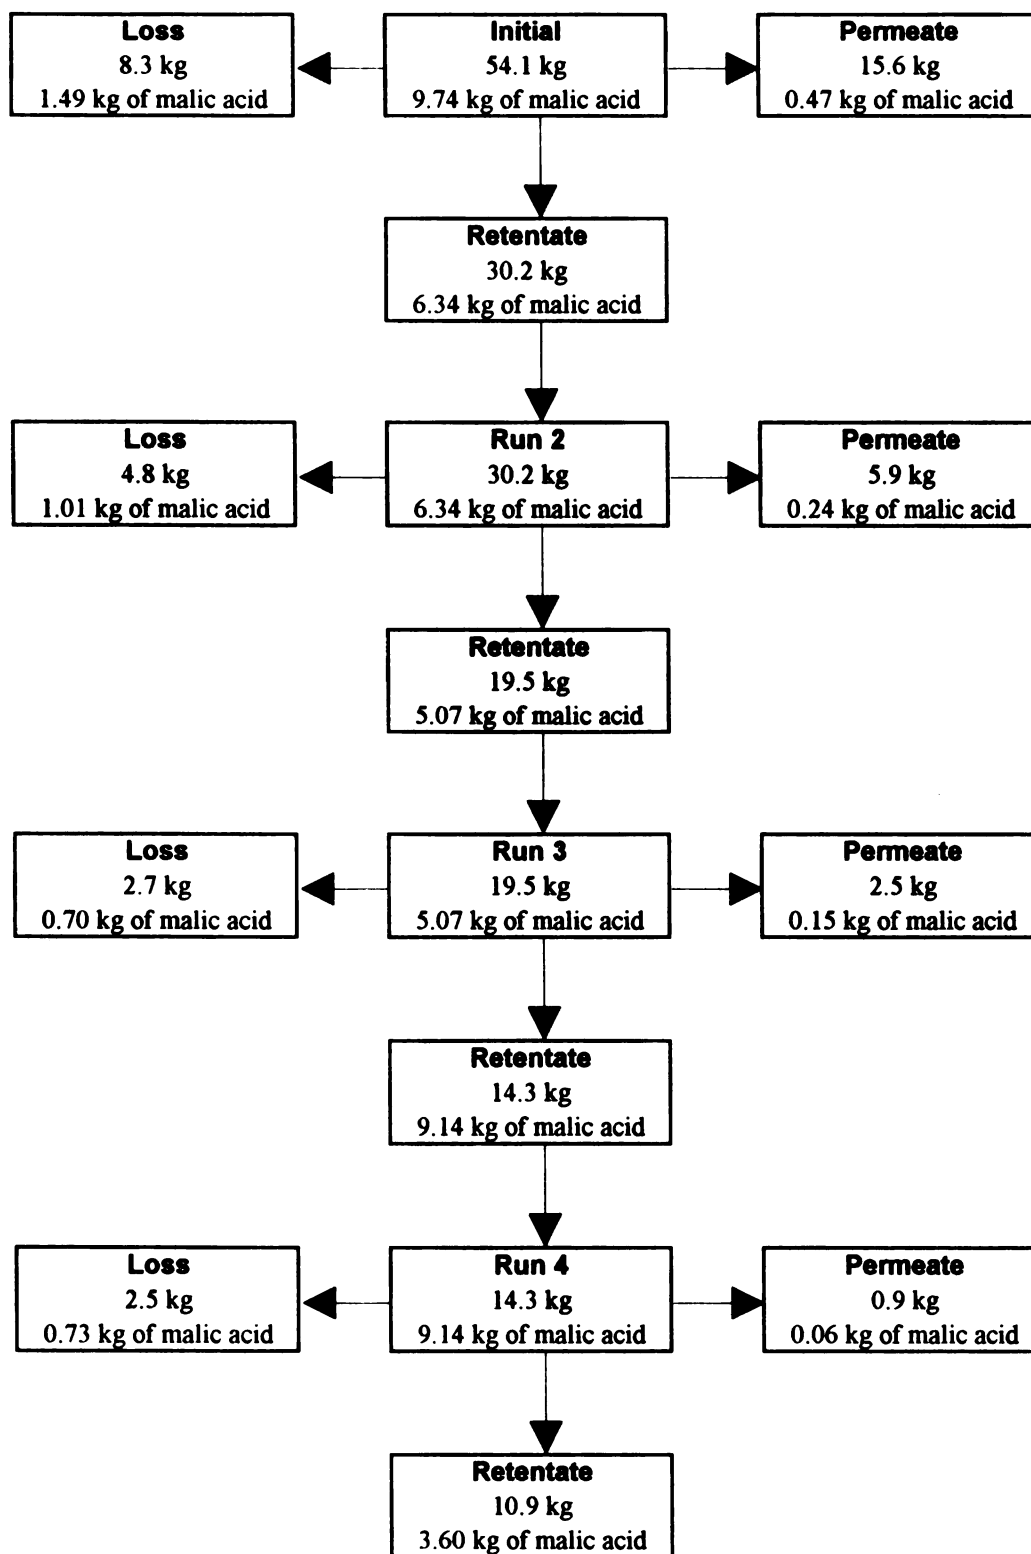 Loss
8.3 kg
1.49 kg of malic acid
Initial
54.1 kg
9.74 kg of malic acid
Permeate
15.6 kg
0.47 kg of malic acid
Retentate
30.2 kg
6.34 kg of malic acid
Loss
4.8 kg
1.01 kg of malic acid
Run 2
30.2 kg
6.34 kg of malic acid
Permeate
5.9 kg
0.24 kg of malic acid
Retentate
19.5 kg
5.07 kg of malic acid
Loss
2.7 kg
0.70 kg of malic acid
Run 3
19.5 kg
5.07 kg of malic acid
Permeate
2.5 kg
0.15 kg of malic acid
Retentate
14.3 kg
9.14 kg of malic acid
Loss
2.5 kg
0.73 kg of malic acid
Run 4
14.3 kg
9.14 kg of malic acid
Permeate
0.9 kg
0.06 kg of malic acid
Retentate
10.9 kg
3.60 kg of malic acid